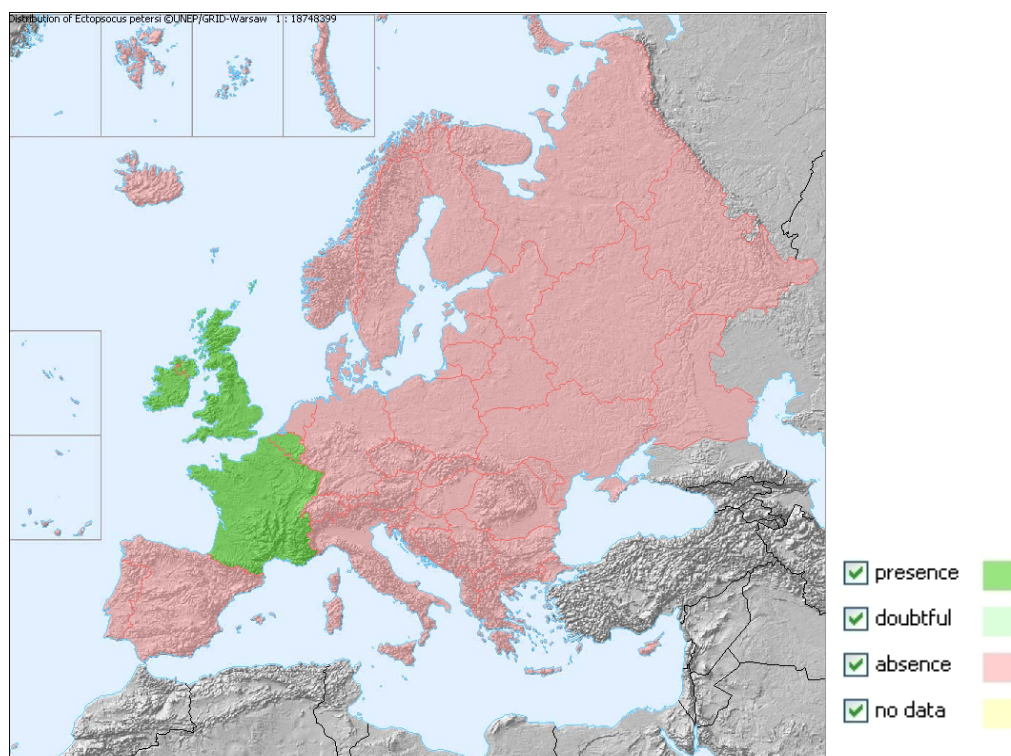 Distribution of Ectopsocus petersi ©UNEP/GRID-Warsaw 1 : 18748399
presence
doubtful
absence
no data